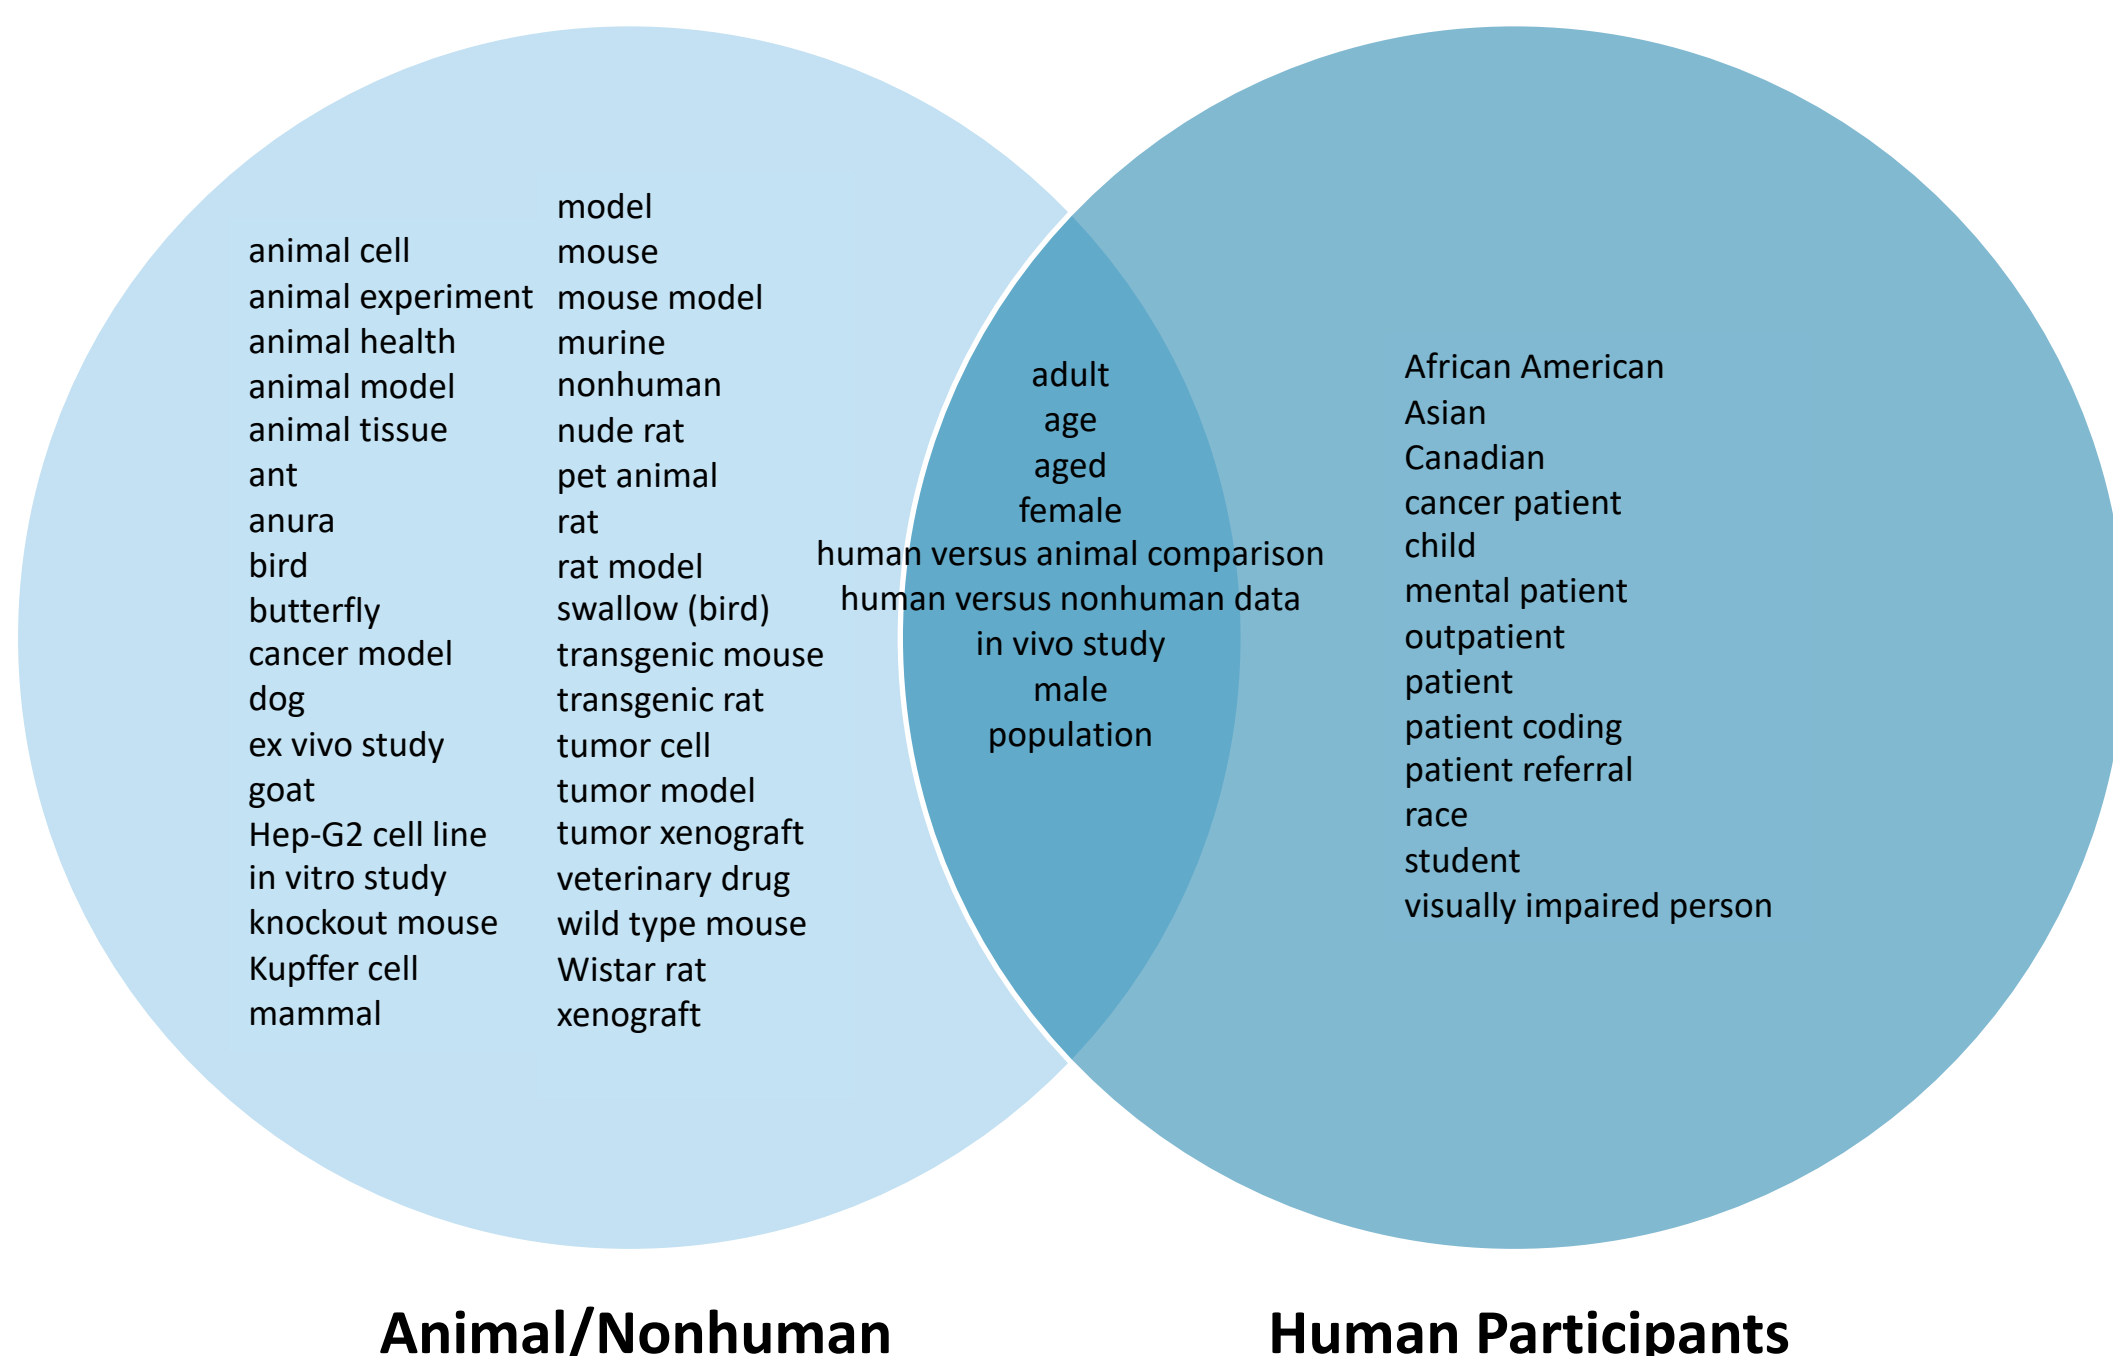 animal cell
animal experiment
animal health
animal model
animal tissue
ant
anura
bird
butterfly
cancer model
dog
ex vivo study
goat
Hep-G2 cell line
in vitro study
knockout mouse
Kupffer cell
mammal
model
mouse
mouse model
murine
nonhuman
nude rat
pet animal
rat
rat model
swallow (bird)
transgenic mouse
transgenic rat
tumor cell
tumor model
tumor xenograft
veterinary drug
wild type mouse
Wistar rat
xenograft
adult
age
aged
female
human versus animal comparison
human versus nonhuman data
in vivo study
male
population
African American
Asian
Canadian
cancer patient
child
mental patient
outpatient
patient
patient coding
patient referral
race
student
visually impaired person
Animal/Nonhuman
Human Participants